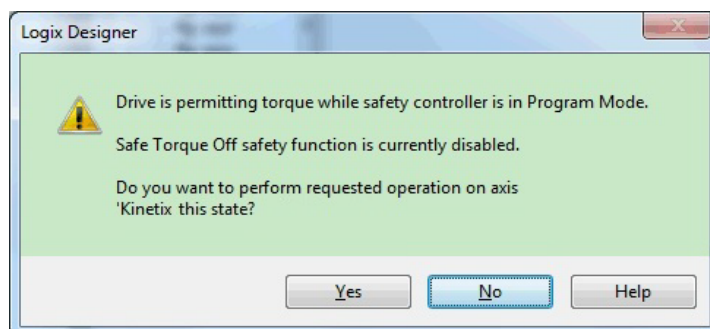 Logix Designer
Drive is permitting torque while safety controller is in Program Mode.
Safe Torque Off safety function is currently disabled.
Do you want to perform requested operation on axis
'Kinetix this state?
Yes
No
Help